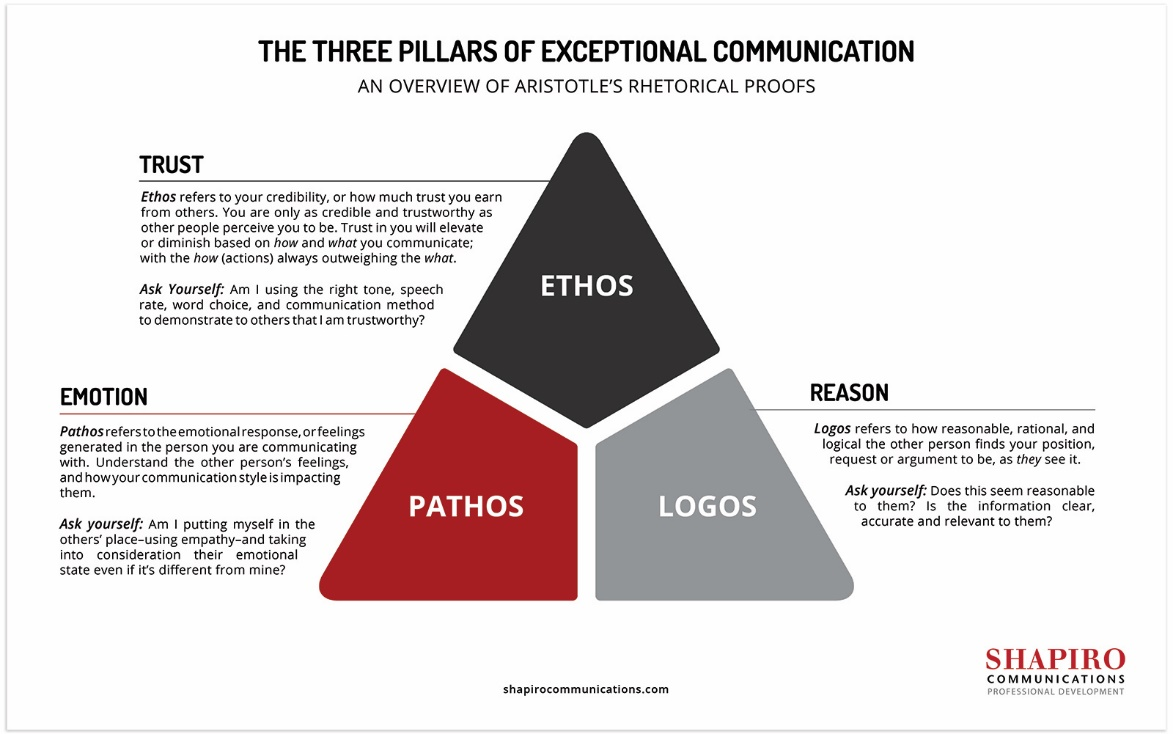 THE THREE PILLARS OF EXCEPTIONAL COMMUNICATION
AN OVERVIEW OF ARISTOTLE'S RHETORICAL PROOFS
TRUST
Ethos refers to your credibility, or how much trust you earn
from others. You are only as credible and trustworthy as
other people perceive you to be. Trust in you will elevate
or diminish based on how and what you communicate;
with the how (actions) always outweighing the what.
Ask Yourself: Am I using the right tone, speech
rate, word choice, and communication method
to demonstrate to others that I am trustworthy?
ETHOS
EMOTION
Pathos refers to the emotional response, or feelings
generated in the person you are communicating
with. Understand the other person's feelings,
and how your communication style is impacting
them.
Ask yourself: Am I putting myself in the
others' place–using empathy–and taking
into consideration their emotional
state even if it's different from mine?
PATHOS
LOGOS
REASON
Logos refers to how reasonable, rational, and
logical the other person finds your position,
request or argument to be, as they see it.
Ask yourself: Does this seem reasonable
to them? Is the information clear,
accurate and relevant to them?
shapirocommunications.com
SHAPIRO
COMMUNICATIONS
PROFESSIONAL DEVELOPMENT